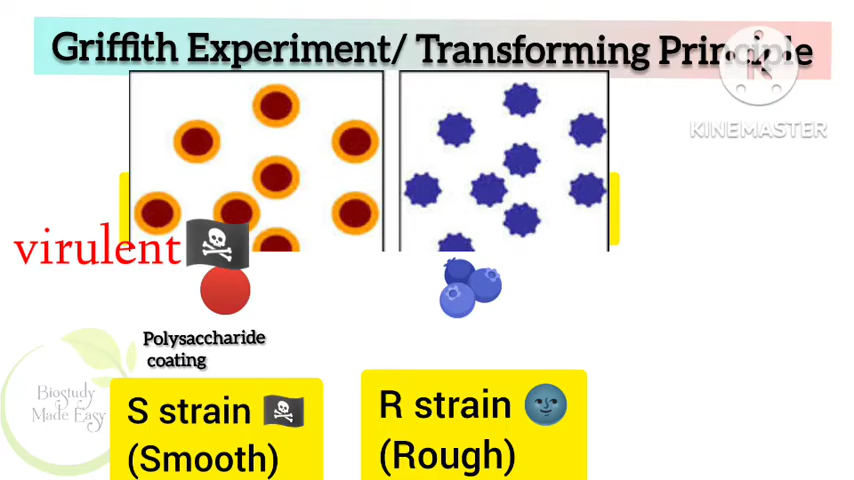 Griffith Experiment/ Transforming Principle
KINEMASTER
virulent
Polysaccharide
coating
Biostudy
Made Easy
S strain
(Smooth)
R strain
(Rough)